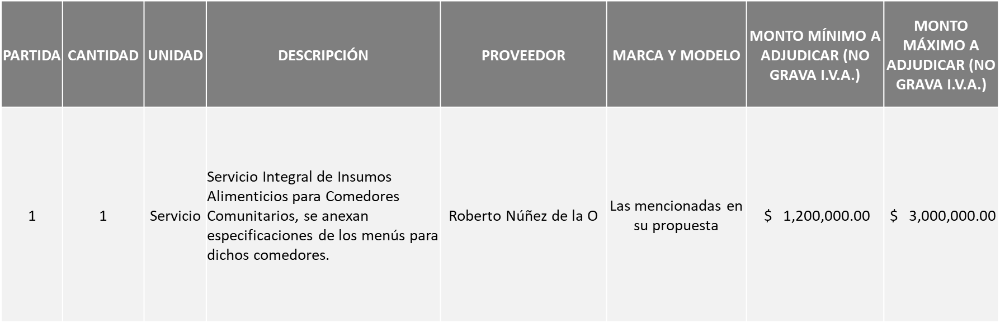 PARTIDA
CANTIDAD
UNIDAD
DESCRIPCIÓN
PROVEEDOR
MARCA Y MODELO
MONTO MÍNIMO A
ADJUDICAR (NO
GRAVA I.V.A.)
MONTO
MÁXIMO A
ADJUDICAR (NO
GRAVA I.V.A.)
1
1
Servicio
Servicio Integral de Insumos
Alimenticios para Comedores
Comunitarios, se anexan
especificaciones de los menús para
dichos comedores.
Roberto Núñez de la O
Las mencionadas en
su propuesta
$ 1,200,000.00
$ 3,000,000.00